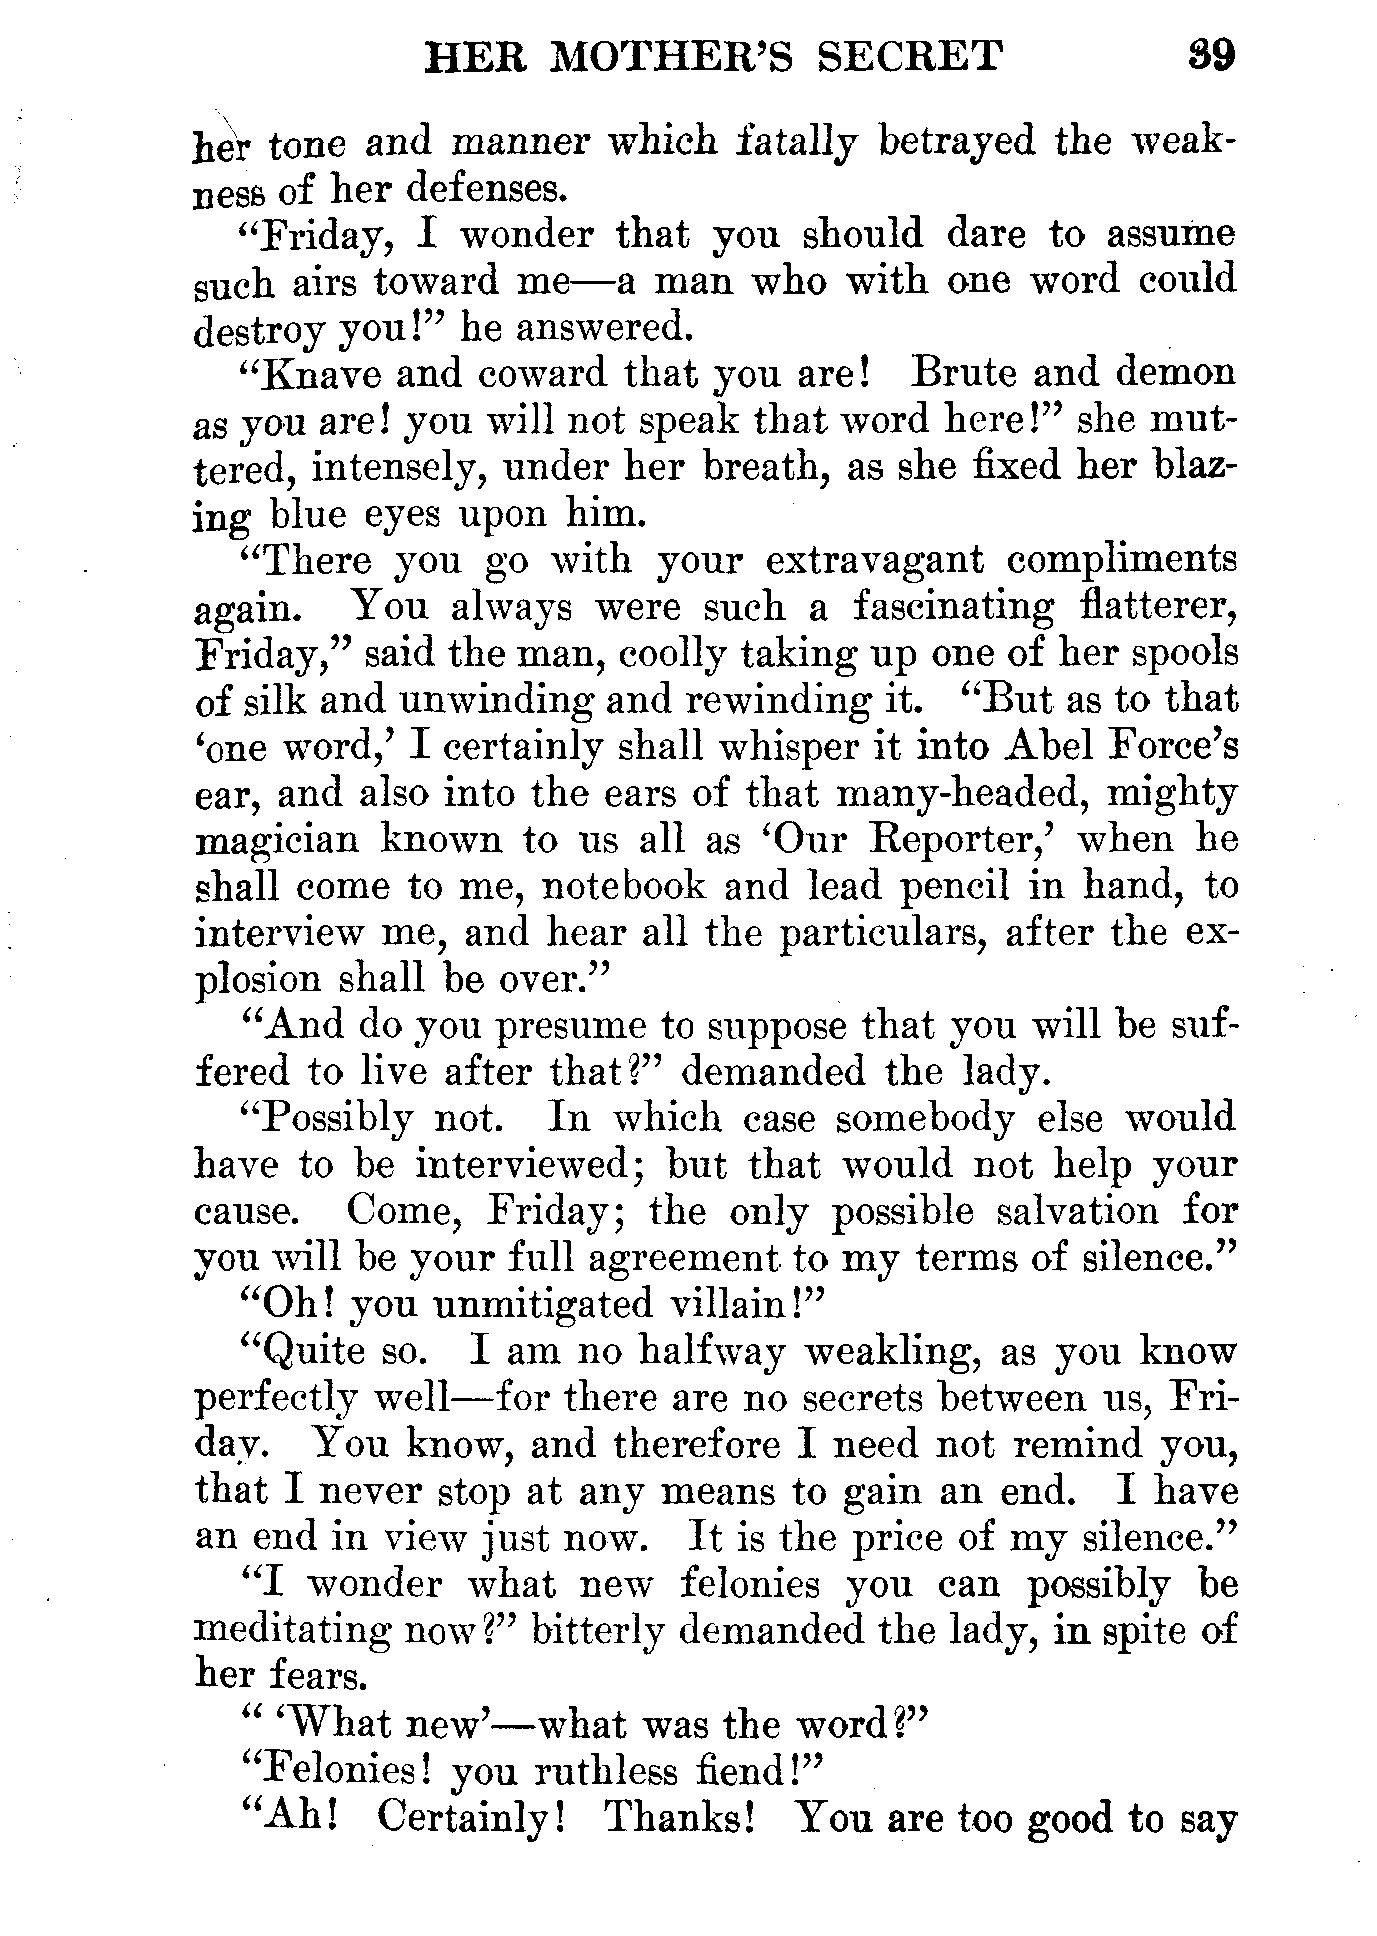 HER MOTHER'S SECRET 39
her tone and manner which fatally betrayed the weak-
ness of her defenses.
“Friday, I wonder that you should dare to assume
such airs toward me—a man who with one word could
destroy you!” he answered.
“Knave and coward that you are! Brute and demon
as you are! you will not speak that word here!” she mut-
tered, intensely, under her breath, as she fixed her blaz-
ing blue eyes upon him.
“There you go with your extravagant compliments
again. You always were such a fascinating flatterer,
Friday,” said the man, coolly taking up one of her spools
of silk and unwinding and rewinding it. “But as to that
‘one word,’ I certainly shall whisper it into Abel Force’s
ear, and also into the ears of that many-headed, mighty
magician known to us all as ‘Our Reporter,’ when he
shall come to me, notebook and lead pencil in hand, to
interview me, and hear all the particulars, after the ex-
plosion shall be over.”
“And do you presume to suppose that you will be suf-
fered to live after that?” demanded the lady.
“Possibly not. In which case somebody else would
have to be interviewed; but that would not help your
cause. Come, Friday; the only possible salvation for
you will be your full agreement to my terms of silence.”
“Oh! you unmitigated villain!”
“Quite so. I am no halfway weakling, as you know
perfectly well—for there are no secrets between us, Fri-
day. You know, and therefore I need not remind you,
that I never stop at any means to gain an end. I have
an end in view just now. It is the price of my silence.”
“I wonder what new felonies you can possibly be
meditating now?” bitterly demanded the lady, in spite of
her fears.
“ ‘What new’—what was the word?”
“Felonies! you ruthless fiend!”
“Ah! Certainly! Thanks! You are too good to say